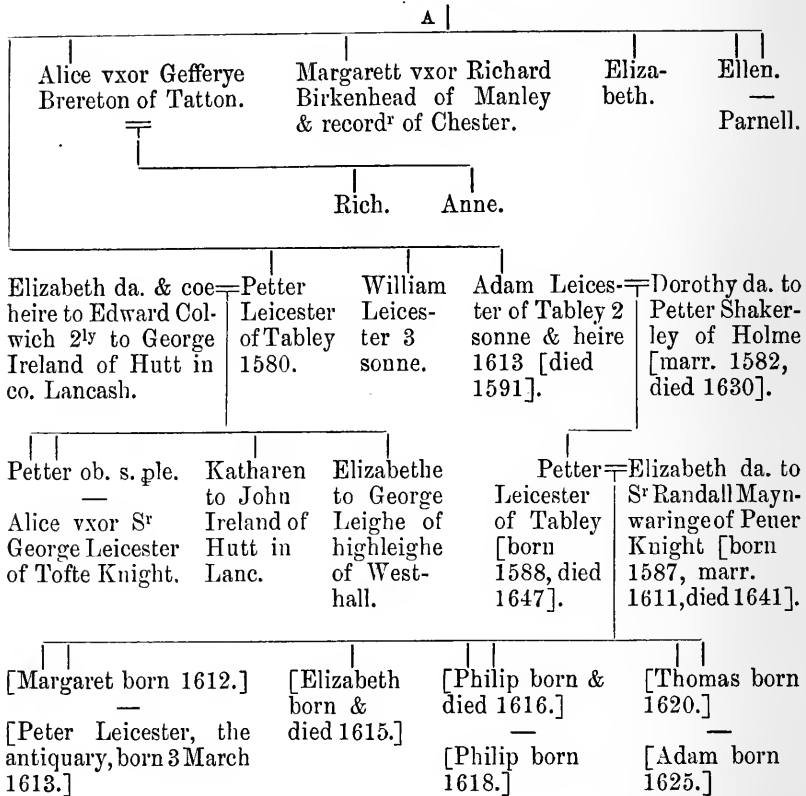 A
Alice vxor Gefferye
Brereton of Tatton.
Margarett vxor Richard
Birkenhead of Manley
& recordʳ of Chester.
Eliza-
beth.
Ellen.
—
Parnell.
Rich.
Anne.
Elizabeth da. & coe-
heire to Edward Col-
wich 2ˡʸ to George
Ireland of Hutt in
co. Lancash.
Petter
Leicester
of Tabley
1580.
William
Leices-
ter 3
sonne.
Adam Leices-
ter of Tabley 2
sonne & heire
1613 [died
1591].
Dorothy da. to
Petter Shaker-
ley of Holme
[marr. 1582,
died 1630].
Petter ob. s. ꝑle.
—
Alice vxor Sʳ
George Leicester
of Tofte Knight.
Katharen
to John
Ireland of
Hutt in
Lanc.
Elizabethe
to George
Leighe of
highleighe
of West-
hall.
Petter
Leicester
of Tabley
[born
1588, died
1647].
Elizabeth da. to
Sʳ Randall Mayn-
waringe of Peuer
Knight [born
1587, marr.
1611, died 1641].
[Margaret born 1612.]
—
[Peter Leicester, the
antiquary, born 3 March
1613.]
[Elizabeth
born &
died 1615.]
[Philip born &
died 1616.]
—
[Philip born
1618.]
[Thomas born
1620.]
—
[Adam born
1625.]